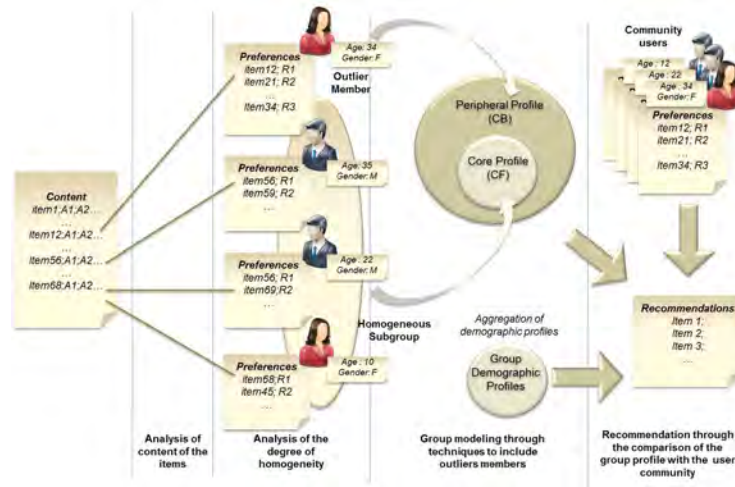 Content
item1;A1;A2...
...
item12;A1;A2...
...
item56;A1;A2...
...
item68;A1;A2...
Analysis of
content of the
items
Preferences
item12; R1
item21; R2
...
item34; R3
Age: 34
Gender: F
Outlier
Member
Preferences
item56; R1
item59; R2
...
Age: 35
Gender: M
Preferences
item56; R1
item69;R2
...
Age : 22
Gender: M
Homogeneous
Subgroup
Preferences
item68;R1
item45; R2
...
Age : 10
Gender: F
Analysis of the
degree of
homogeneity
Peripheral Profile
(CB)
Core Profile
(CF)
Aggregation of
demographic profiles
Group
Demographic
Profiles
Group modeling through
techniques to include
outliers members
Community
users
Age : 12
Age : 22
Age : 34
Gender: F
Preferences
item12; R1
item21; R2
...
item34; R3
Recommendations
Item 1;
Item 2;
Item 3;
...
Recommendation through
the comparison of the
group profile with the user
community